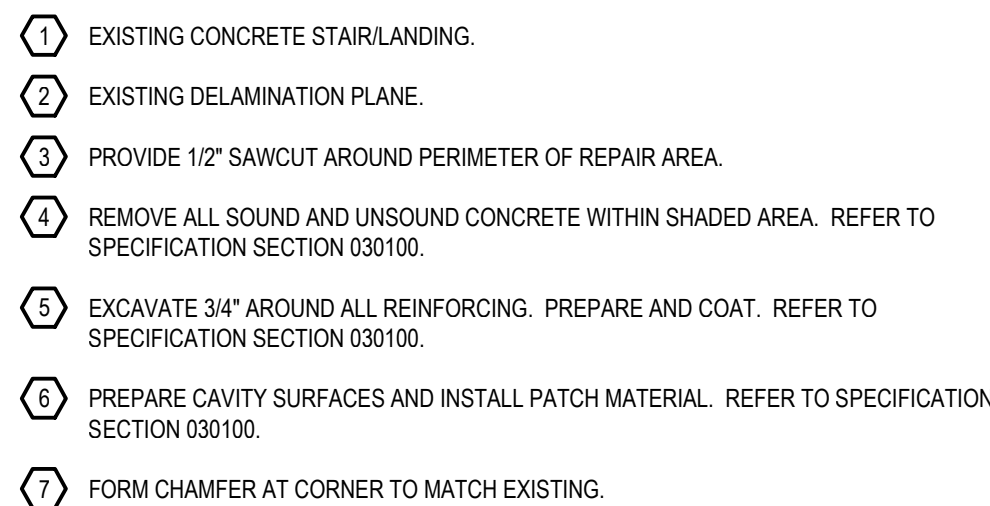 1 EXISTING CONCRETE STAIR/LANDING.
2 EXISTING DELAMINATION PLANE.
3 PROVIDE 1/2" SAWCUT AROUND PERIMETER OF REPAIR AREA.
4 REMOVE ALL SOUND AND UNSOUND CONCRETE WITHIN SHADED AREA. REFER TO
SPECIFICATION SECTION 030100.
5 EXCAVATE 3/4" AROUND ALL REINFORCING. PREPARE AND COAT. REFER TO
SPECIFICATION SECTION 030100.
6 PREPARE CAVITY SURFACES AND INSTALL PATCH MATERIAL. REFER TO SPECIFICATION
SECTION 030100.
7 FORM CHAMFER AT CORNER TO MATCH EXISTING.